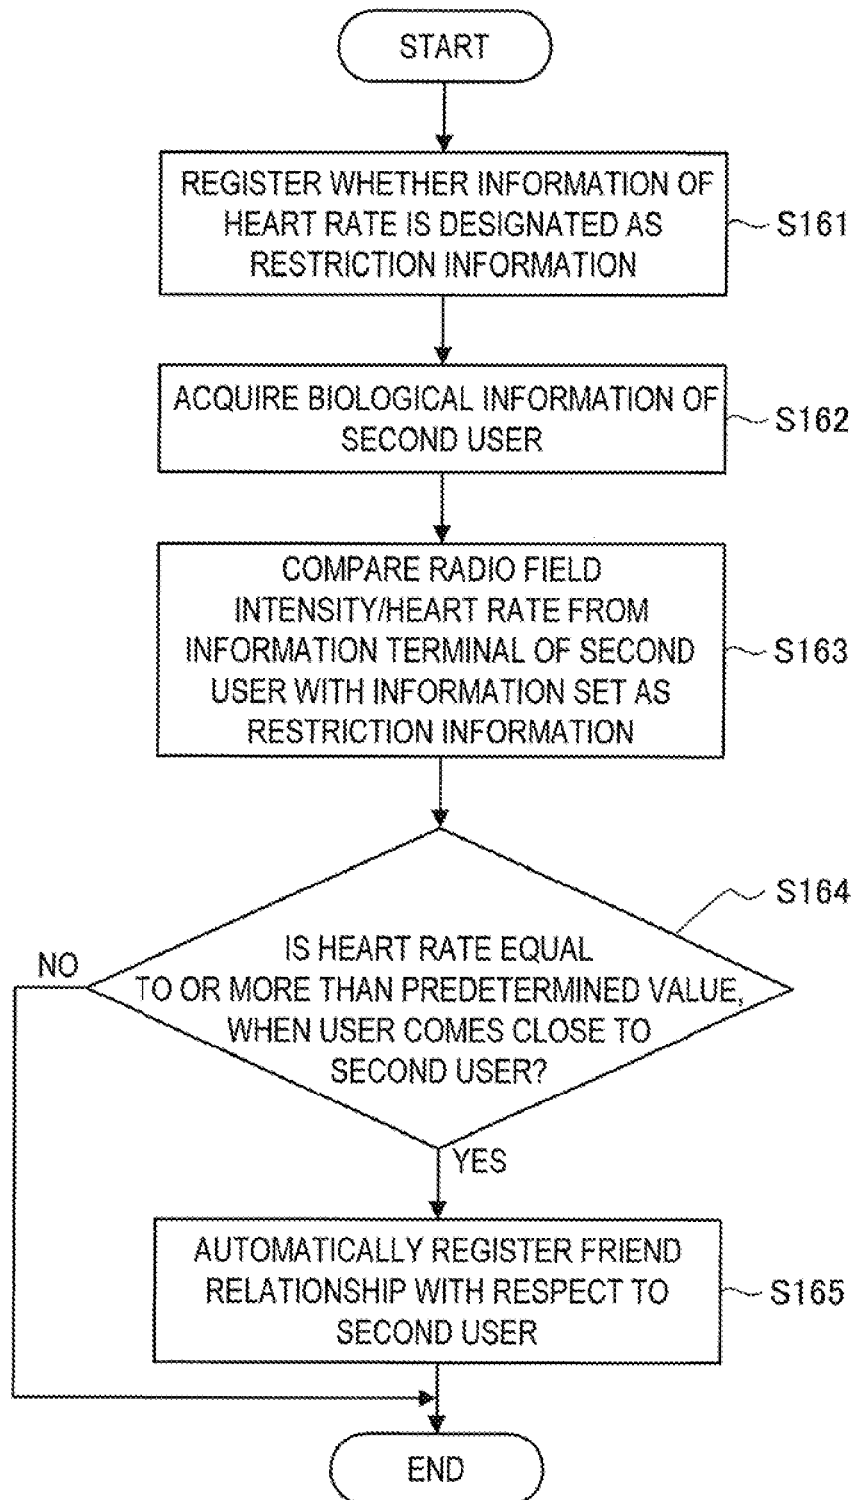 START
REGISTER WHETHER INFORMATION OF
HEART RATE IS DESIGNATED AS
RESTRICTION INFORMATION
S161
ACQUIRE BIOLOGICAL INFORMATION OF
SECOND USER
S162
COMPARE RADIO FIELD
INTENSITY/HEART RATE FROM
INFORMATION TERMINAL OF SECOND
USER WITH INFORMATION SET AS
RESTRICTION INFORMATION
S163
S164
IS HEART RATE EQUAL
TO OR MORE THAN PREDETERMINED VALUE,
WHEN USER COMES CLOSE TO
SECOND USER?
NO
YES
AUTOMATICALLY REGISTER FRIEND
RELATIONSHIP WITH RESPECT TO
SECOND USER
S165
END